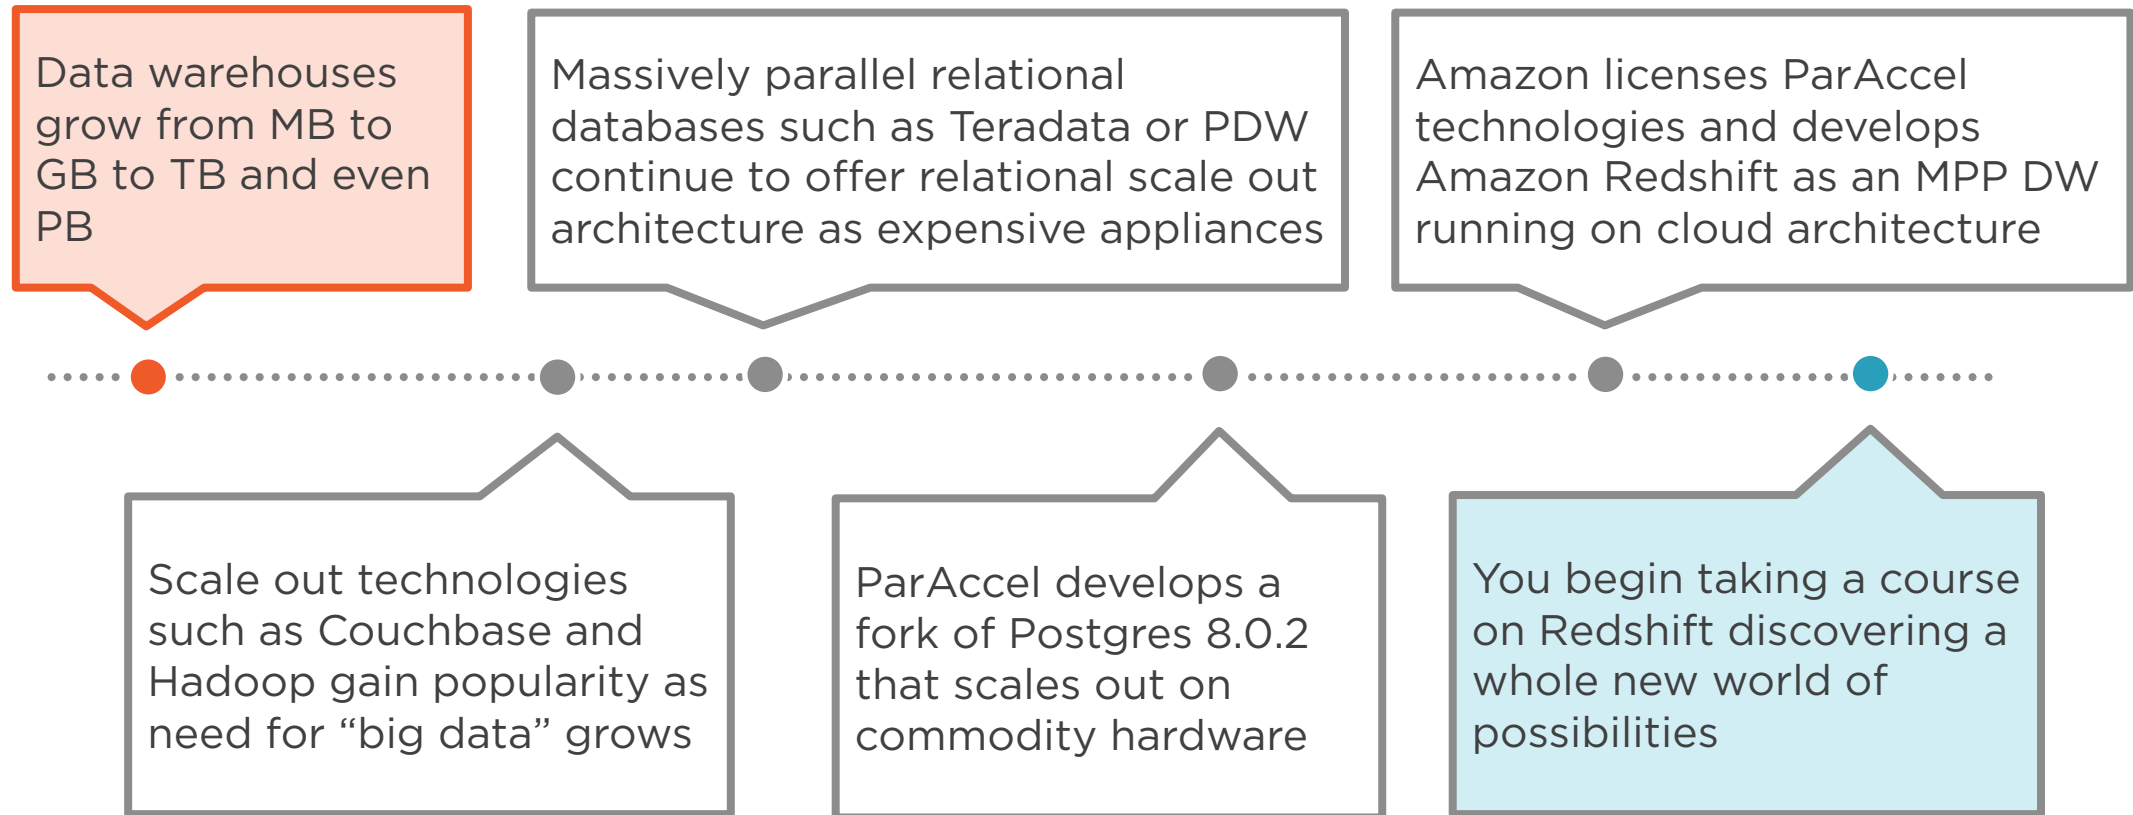 Data warehouses
grow from MB to
GB to TB and even
PB
Scale out technologies
such as Couchbase and
Hadoop gain popularity as
need for “big data” grows
Massively parallel relational
databases such as Teradata or PDW
continue to offer relational scale out
architecture as expensive appliances
ParAccel develops a
fork of Postgres 8.0.2
that scales out on
commodity hardware
Amazon licenses ParAccel
technologies and develops
Amazon Redshift as an MPP DW
running on cloud architecture
You begin taking a course
on Redshift discovering a
whole new world of
possibilities